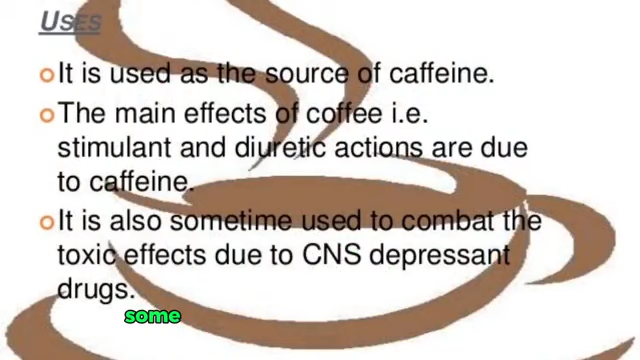 USES
It is used as the source of caffeine.
The main effects of coffee i.e.
stimulant and diuretic actions are due
to caffeine.
It is also sometime used to combat the
toxic effects due to CNS depressant
drugs.
some